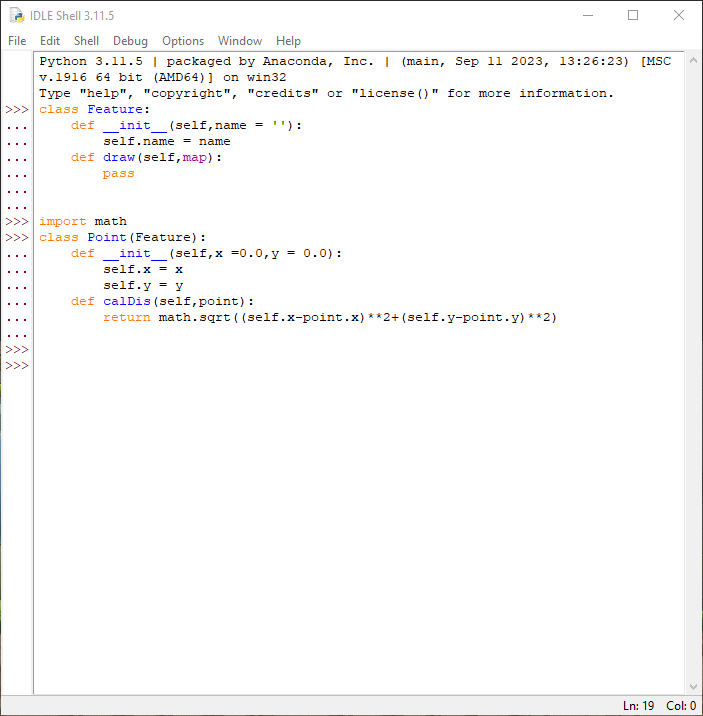 IDLE Shell 3.11.5
File Edit Shell Debug Options Window Help
Python 3.11.5 | packaged by Anaconda, Inc. | (main, Sep 11 2023, 13:26:23) [MSC
v.1916 64 bit (AMD64)] on win32
Type "help", "copyright", "credits" or "license()" for more information.
>>> class Feature:
...     def __init__(self,name = ''):
...         self.name = name
...     def draw(self,map):
...         pass
...
...
>>> import math
>>> class Point(Feature):
...     def __init__(self,x =0.0,y = 0.0):
...         self.x = x
...         self.y = y
...     def calDis(self,point):
...         return math.sqrt((self.x-point.x)**2+(self.y-point.y)**2)
...
>>>
>>>
Ln: 19 Col: 0